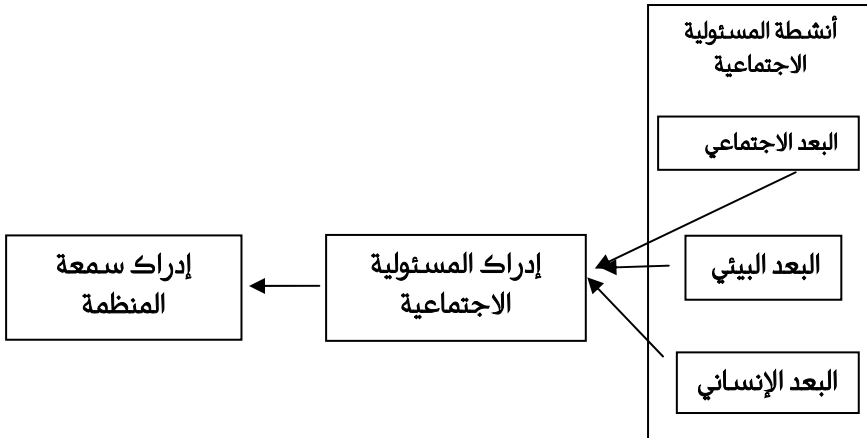 أنشطة المسئولية
الاجتماعية
البعد الاجتماعي
البعد البيئي
البعد الإنساني
إدراك المسئولية
الاجتماعية
إدراك سمعة
المنظمة